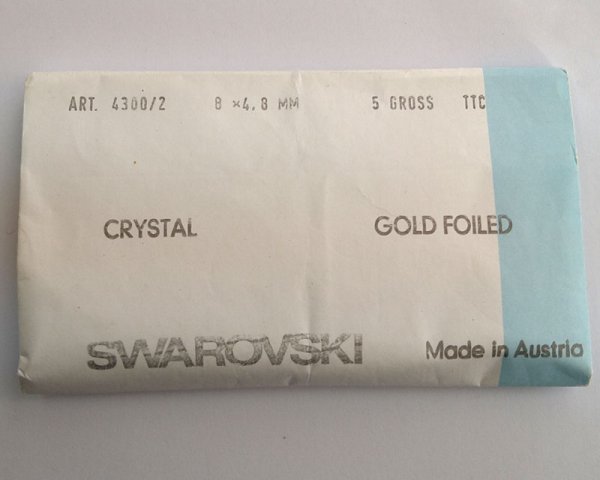 ART. 4300/2 8 ×4,8 MM 5 GROSS TTC
CRYSTAL GOLD FOILED
SWAROVSKI Made in Austria